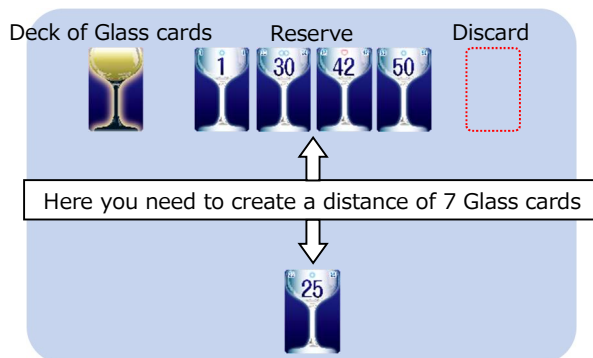 Deck of Glass cards Reserve Discard
1 30 42 50
Here you need to create a distance of 7 Glass cards
25